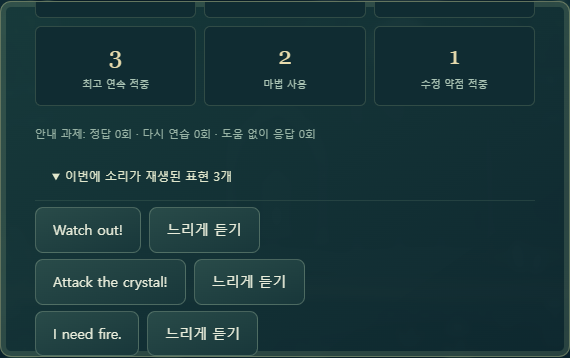 3 2 1
최고 연속 적중 마법 사용 수정 약점 적중
안내 과제: 정답 0회 · 다시 연습 0회 · 도움 없이 응답 0회
▼ 이번에 소리가 재생된 표현 3개
Watch out! 느리게 듣기
Attack the crystal! 느리게 듣기
I need fire. 느리게 듣기